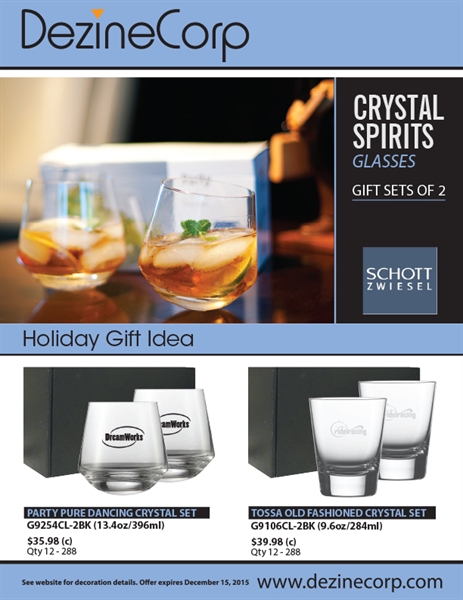 DezineCorp
CRYSTAL
SPIRITS
GLASSES
GIFT SETS OF 2
SCHOTT
ZWIESEL
Holiday Gift Idea
DreamWorks
DreamWorks
PARTY PURE DANCING CRYSTAL SET
G9254CL-2BK (13.4oz/396ml)
$35.98 (c)
Qty 12 - 288
TOSSA OLD FASHIONED CRYSTAL SET
G9106CL-2BK (9.6oz/284ml)
$39.98 (c)
Qty 12 - 288
See website for decoration details. Offer expires December 15, 2015
www.dezinecorp.com